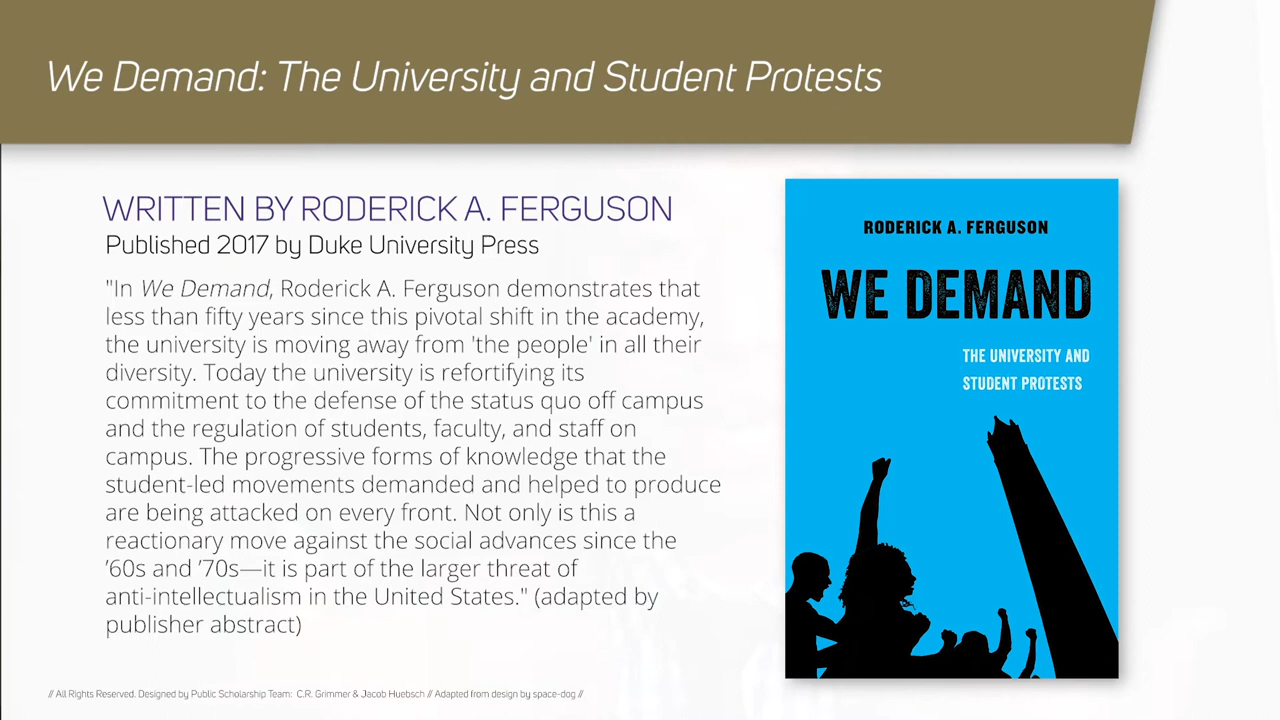 We Demand: The University and Student Protests
WRITTEN BY RODERICK A. FERGUSON
Published 2017 by Duke University Press
"In We Demand, Roderick A. Ferguson demonstrates that
less than fifty years since this pivotal shift in the academy,
the university is moving away from 'the people' in all their
diversity. Today the university is refortifying its
commitment to the defense of the status quo off campus
and the regulation of students, faculty, and staff on
campus. The progressive forms of knowledge that the
student-led movements demanded and helped to produce
are being attacked on every front. Not only is this a
reactionary move against the social advances since the
’60s and ’70s—it is part of the larger threat of
anti-intellectualism in the United States." (adapted by
publisher abstract)
RODERICK A. FERGUSON
WE DEMAND
THE UNIVERSITY AND
STUDENT PROTESTS
// All Rights Reserved. Designed by Public Scholarship Team: C.R. Grimmer & Jacob Huebsch // Adapted from design by space-dog //